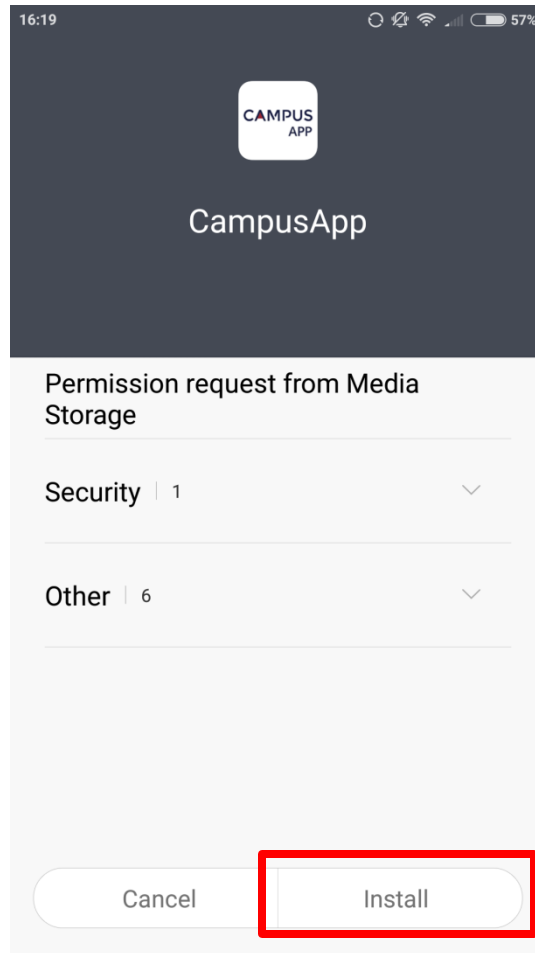 16:19
57%
CAMPUS
APP
CampusApp
Permission request from Media
Storage
Security 1
Other 6
Cancel Install